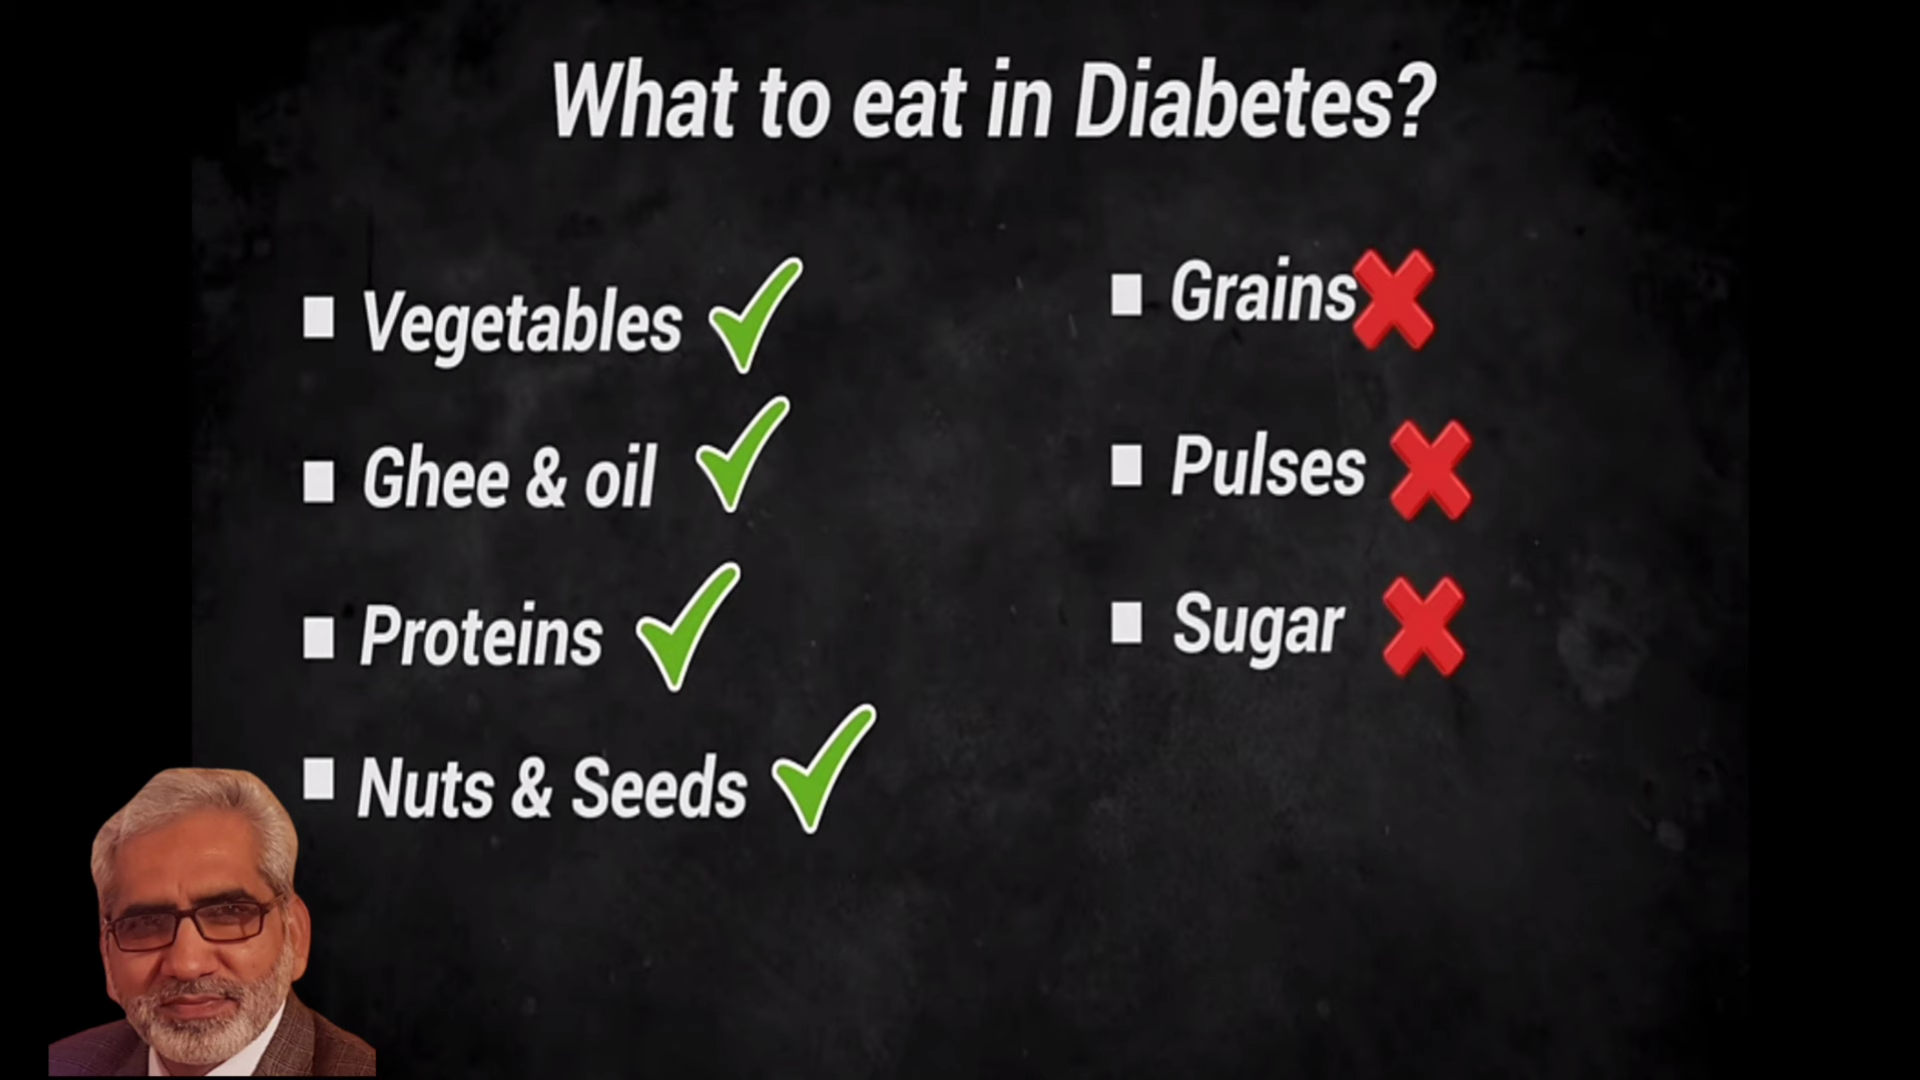 What to eat in Diabetes?
Vegetables
Ghee & oil
Proteins
Nuts & Seeds
Grains
Pulses
Sugar